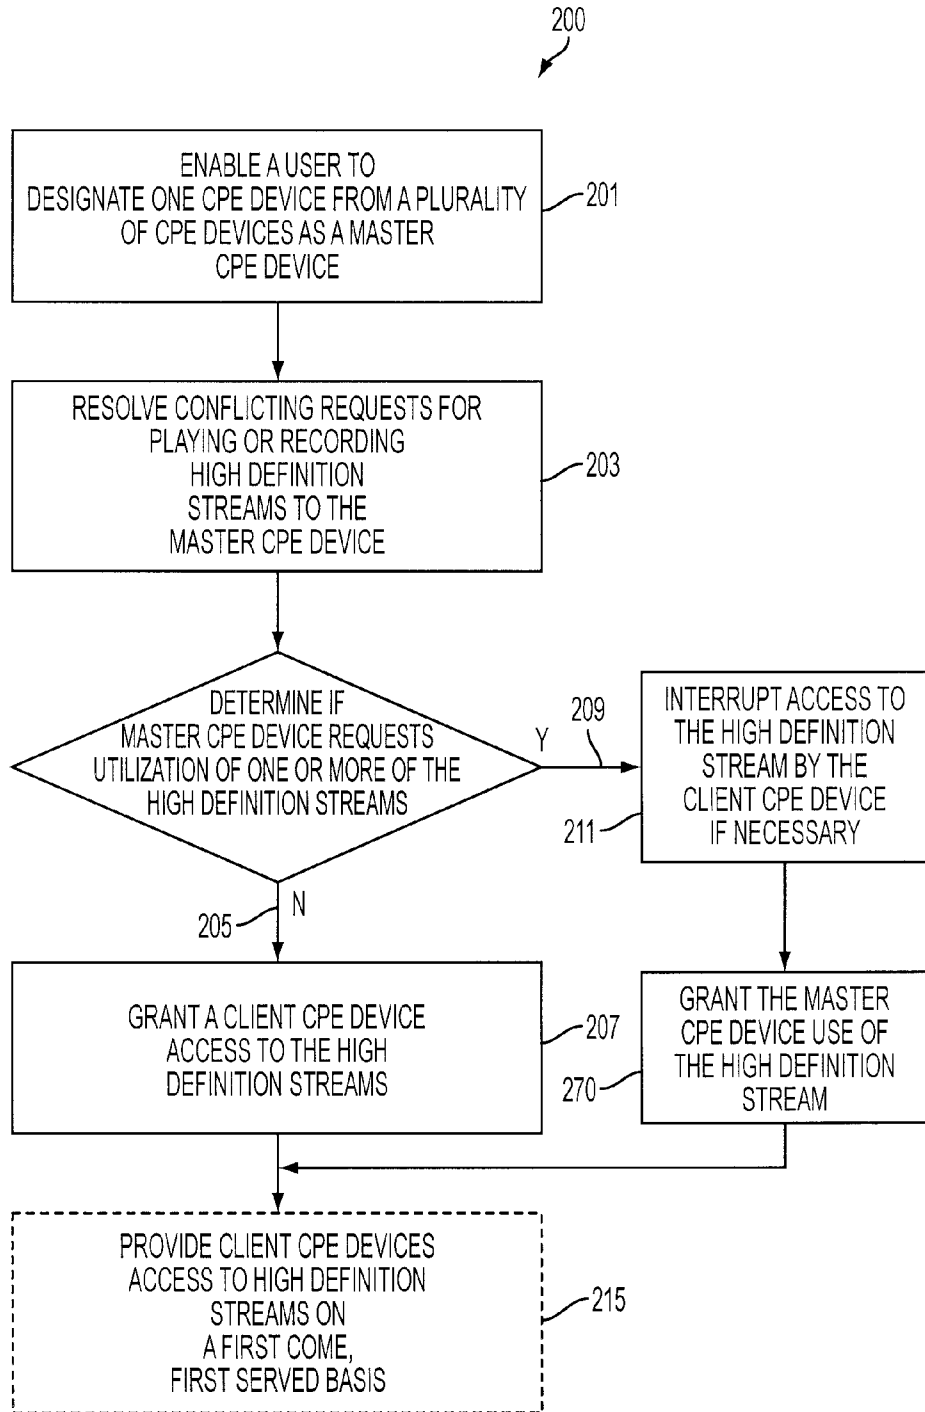 200
ENABLE A USER TO
DESIGNATE ONE CPE DEVICE FROM A PLURALITY
OF CPE DEVICES AS A MASTER
CPE DEVICE
201
RESOLVE CONFLICTING REQUESTS FOR
PLAYING OR RECORDING
HIGH DEFINITION
STREAMS TO THE
MASTER CPE DEVICE
203
DETERMINE IF
MASTER CPE DEVICE REQUESTS
UTILIZATION OF ONE OR MORE OF THE
HIGH DEFINITION STREAMS
Y
209
INTERRUPT ACCESS TO
THE HIGH DEFINITION
STREAM BY THE
CLIENT CPE DEVICE
IF NECESSARY
211
205
N
GRANT A CLIENT CPE DEVICE
ACCESS TO THE HIGH
DEFINITION STREAMS
207
GRANT THE MASTER
CPE DEVICE USE OF
THE HIGH DEFINITION
STREAM
270
PROVIDE CLIENT CPE DEVICES
ACCESS TO HIGH DEFINITION
STREAMS ON
A FIRST COME,
FIRST SERVED BASIS
215